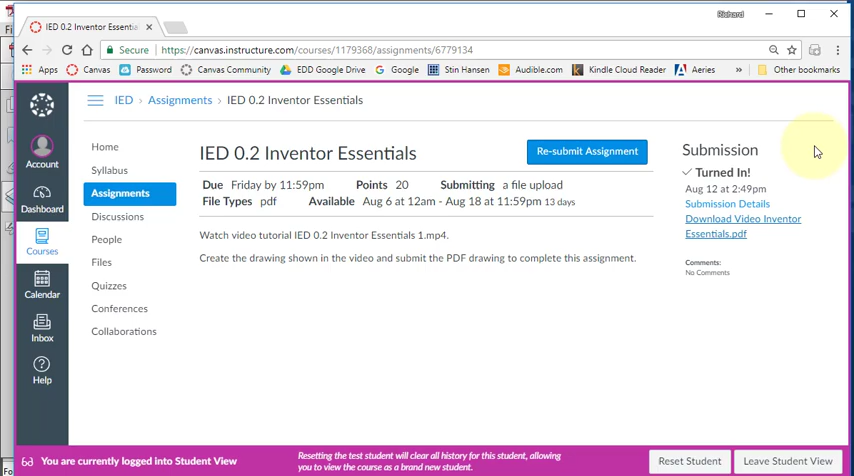 Richard
IED 0.2 Inventor Essentia
Secure https://canvas.instructure.com/courses/1179368/assignments/6779134
Apps Canvas Password Canvas Community EDD Google Drive Google Stin Hansen Audible.com Kindle Cloud Reader Aeries » Other bookmarks
IED › Assignments › IED 0.2 Inventor Essentials
Account
Dashboard
Courses
Calendar
Inbox
Help
Home
Syllabus
Assignments
Discussions
People
Files
Quizzes
Conferences
Collaborations
IED 0.2 Inventor Essentials
Re-submit Assignment
Due Friday by 11:59pm Points 20 Submitting a file upload
File Types pdf Available Aug 6 at 12am - Aug 18 at 11:59pm 13 days
Watch video tutorial IED 0.2 Inventor Essentials 1.mp4.
Create the drawing shown in the video and submit the PDF drawing to complete this assignment.
Submission
Turned In!
Aug 12 at 2:49pm
Submission Details
Download Video Inventor
Essentials.pdf
Comments:
No Comments
You are currently logged into Student View
Resetting the test student will clear all history for this student, allowing
you to view the course as a brand new student.
Reset Student
Leave Student View